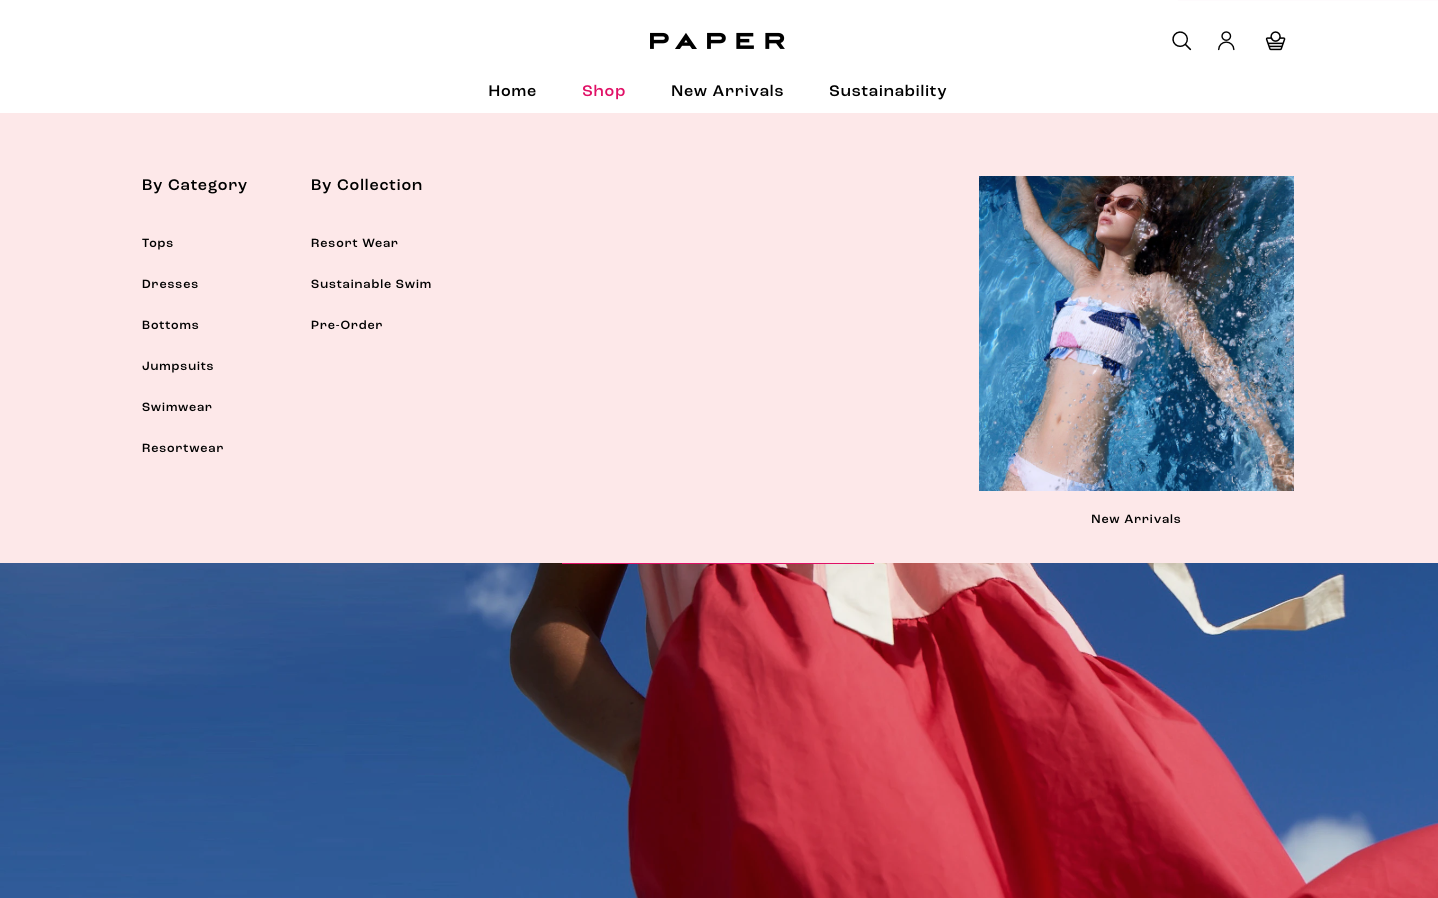 PAPER
Home Shop New Arrivals Sustainability
By Category
Tops
Dresses
Bottoms
Jumpsuits
Swimwear
Resortwear
By Collection
Resort Wear
Sustainable Swim
Pre-Order
New Arrivals